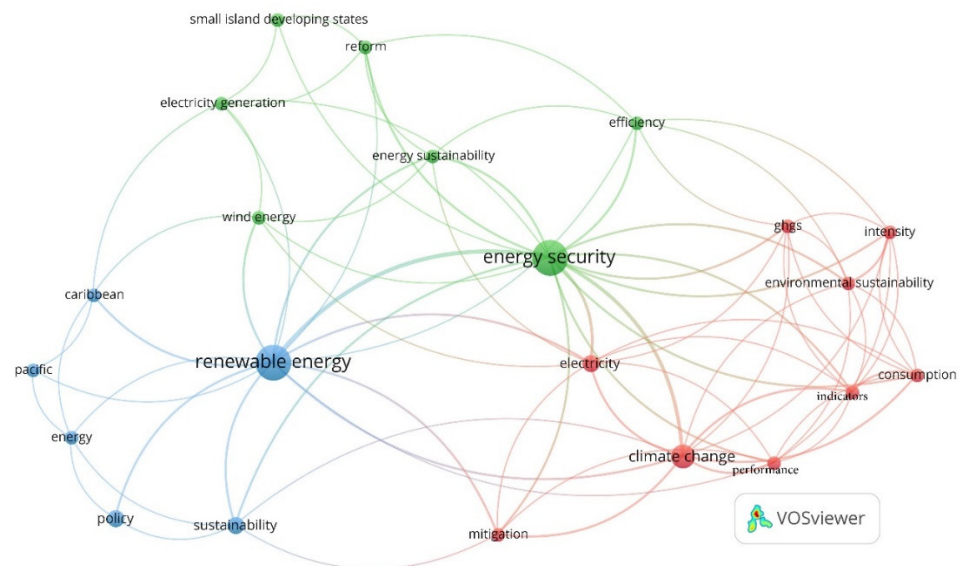 small island developing states
reform
electricity generation
efficiency
energy sustainability
wind energy
ghgs
intensity
energy security
environmental sustainability
caribbean
renewable energy
electricity
pacific
consumption
indicators
energy
climate change
performance
policy
sustainability
mitigation
VOSviewer